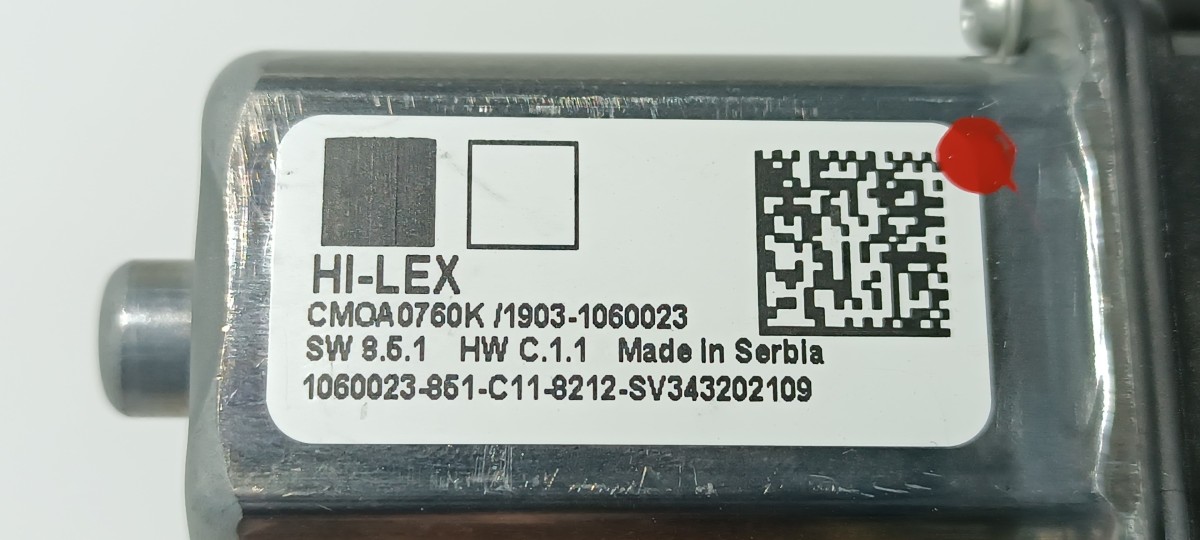 HI-LEX
CMOA0760K /1903-1060023
SW 8.5.1 HW C.1.1 Made in Serbia
1060023-851-C11-8212-SV343202109